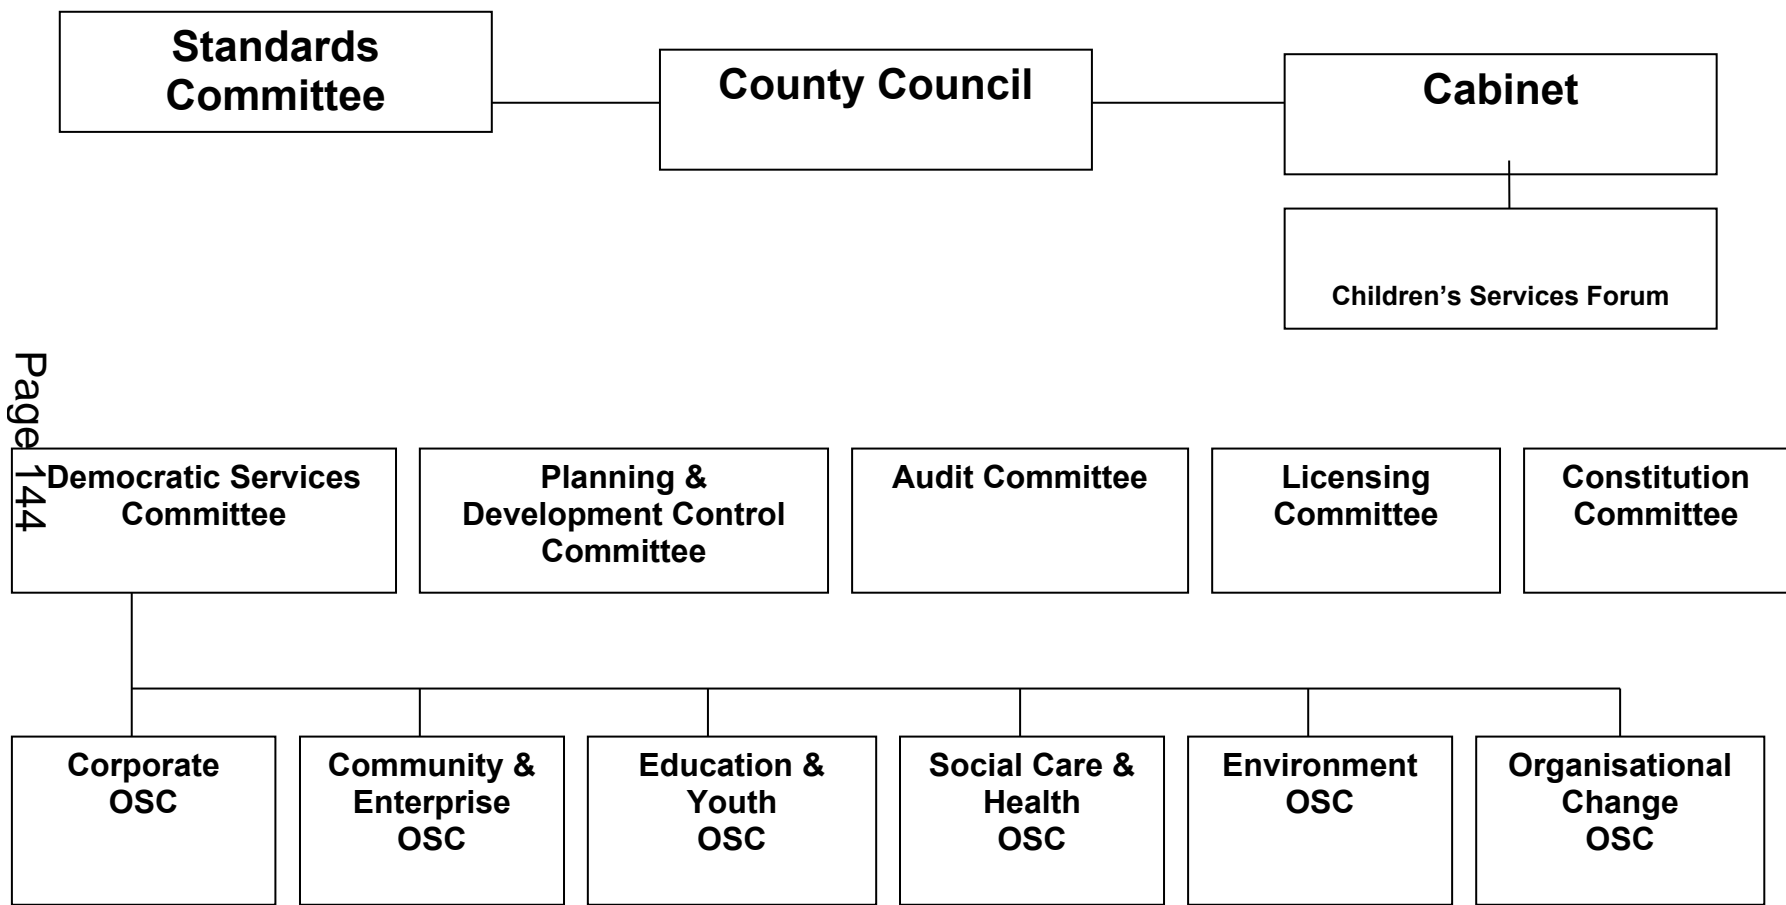 Standards
Committee
County Council
Cabinet
Children’s Services Forum
Page 144
Democratic Services
Committee
Planning &
Development Control
Committee
Audit Committee
Licensing
Committee
Constitution
Committee
Corporate
OSC
Community &
Enterprise
OSC
Education &
Youth
OSC
Social Care &
Health
OSC
Environment
OSC
Organisational
Change
OSC